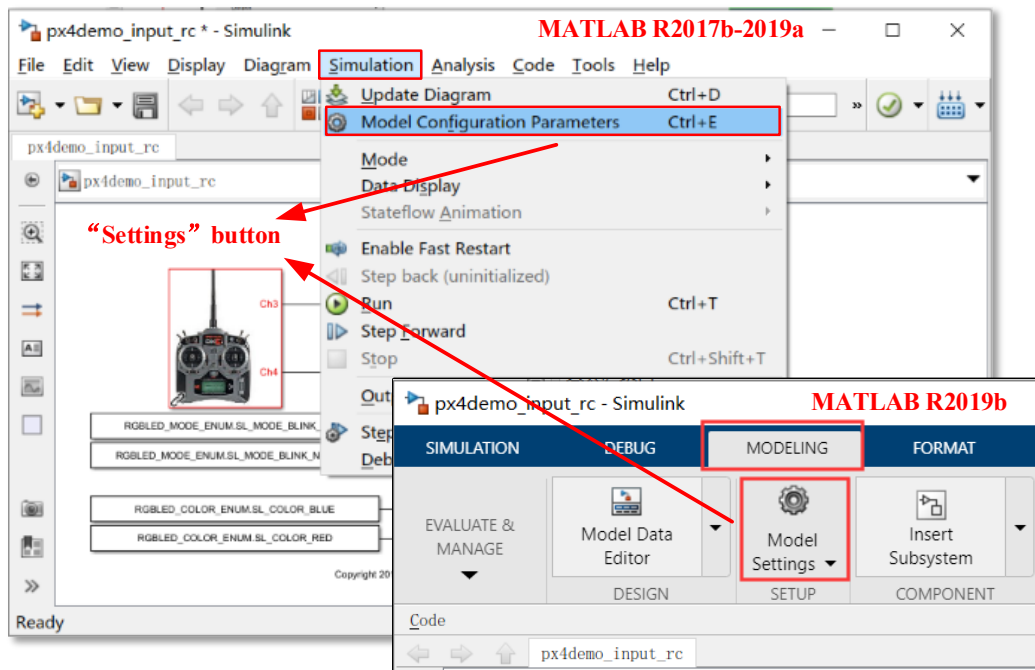 px4demo_input_rc * - Simulink
MATLAB R2017b-2019a
File Edit View Display Diagram Simulation Analysis Code Tools Help
Update Diagram Ctrl+D
Model Configuration Parameters Ctrl+E
px4demo_input_rc
px4demo_input_rc
Mode
Data Display
Stateflow Animation
“Settings” button
Enable Fast Restart
Step back (uninitialized)
Ch3
Run Ctrl+T
Step Forward
Stop Ctrl+Shift+T
Ch4
RGBLED_MODE_ENUM.SL_MODE_BLINK_
RGBLED_MODE_ENUM.SL_MODE_BLINK_N
RGBLED_COLOR_ENUM.SL_COLOR_BLUE
RGBLED_COLOR_ENUM.SL_COLOR_RED
Copyright 201
Ready
px4demo_input_rc - Simulink
MATLAB R2019b
SIMULATION DEBUG MODELING FORMAT
EVALUATE &
MANAGE
Model Data
Editor
Model
Settings
Insert
Subsystem
DESIGN SETUP COMPONENT
Code
px4demo_input_rc